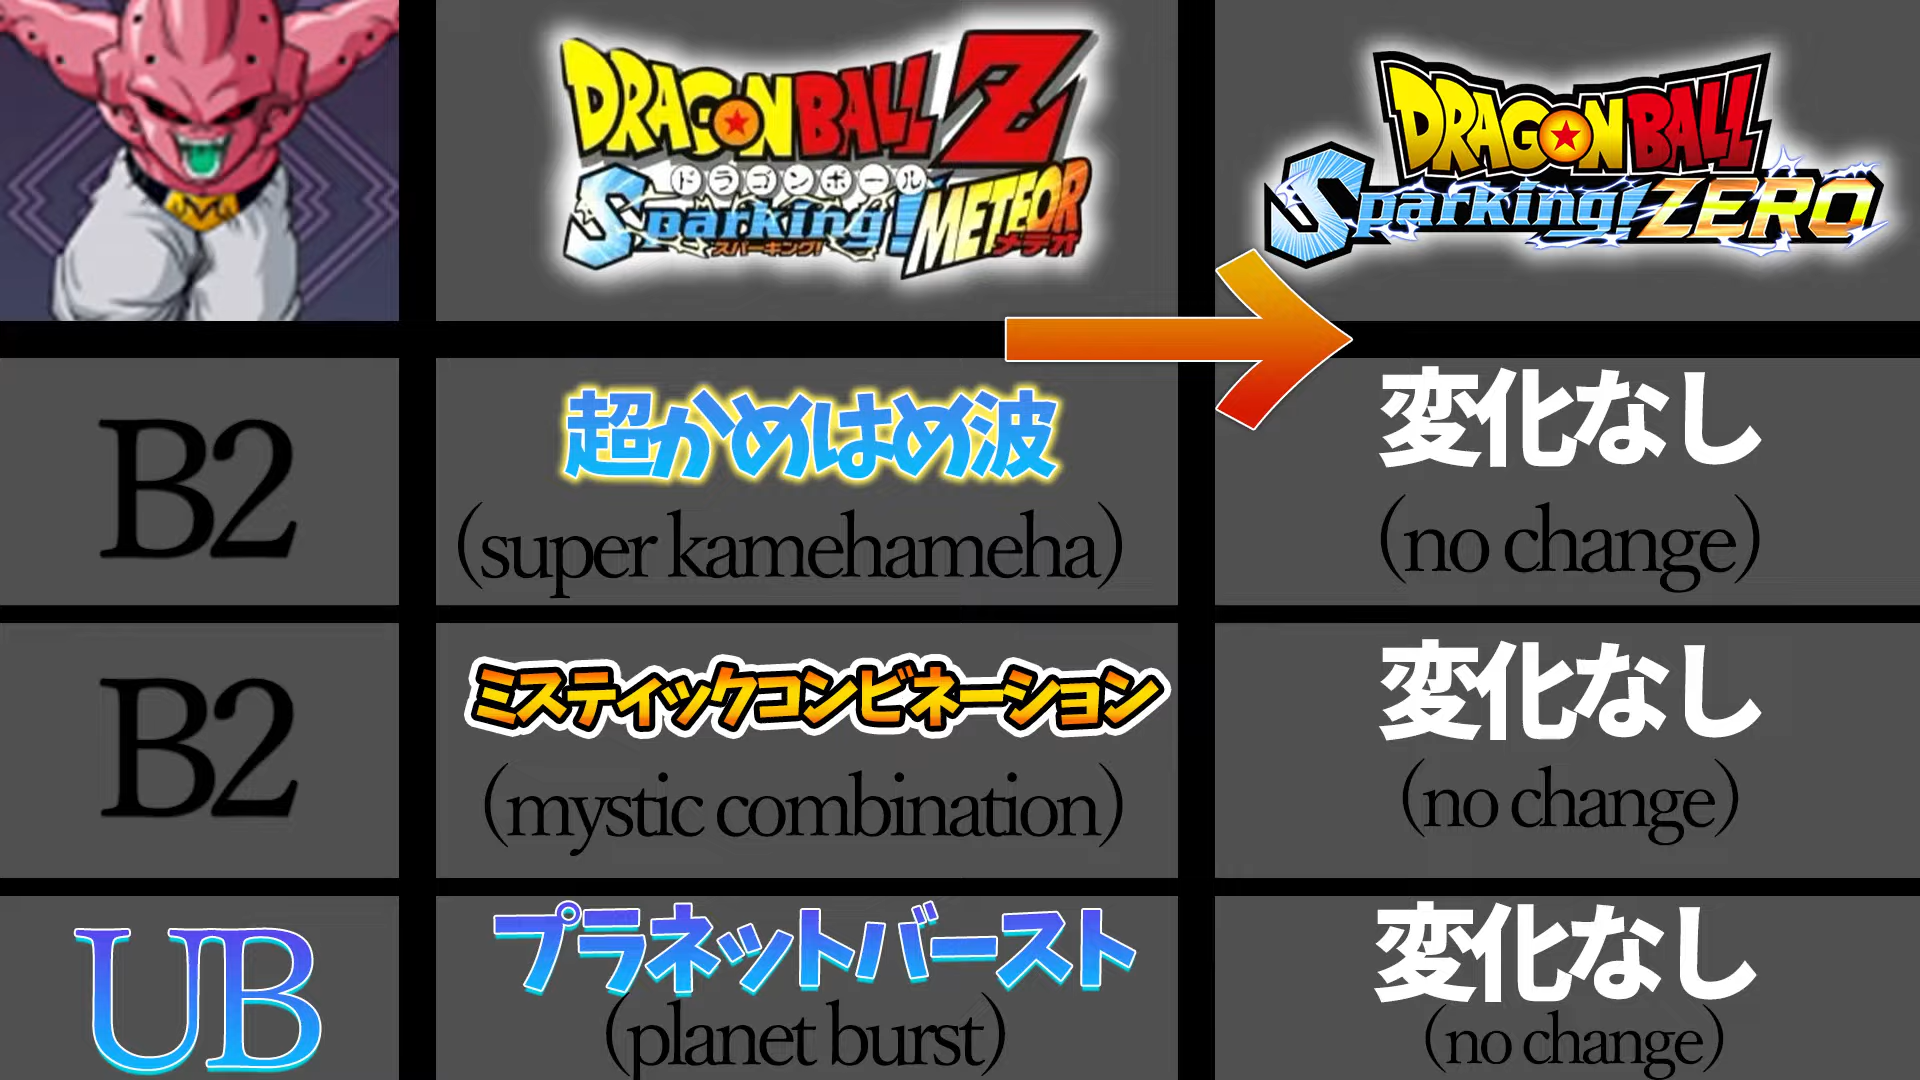 DRAGON BALL Z
ドラゴンボール
Sparking! METEOR
スパーキング! メテオ
DRAGON BALL
Sparking! ZERO
B2
超かめはめ波
(super kamehameha)
変化なし
(no change)
B2
ミスティックコンビネーション
(mystic combination)
変化なし
(no change)
UB
プラネットバースト
(planet burst)
変化なし
(no change)